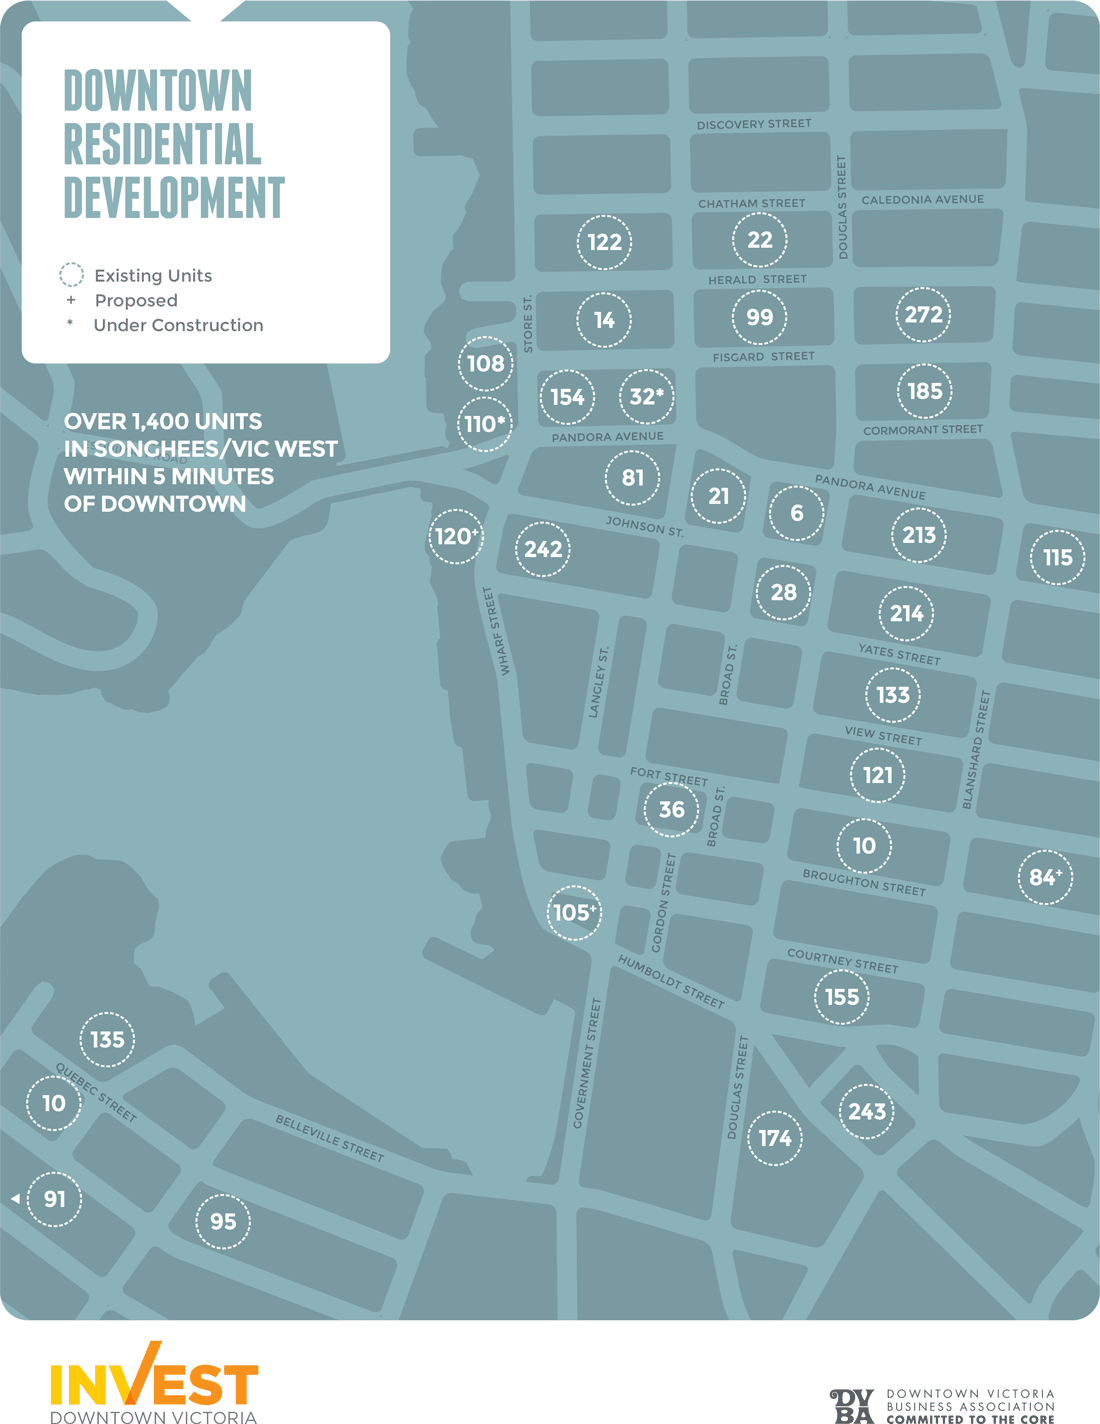 DOWNTOWN
RESIDENTIAL
DEVELOPMENT
Existing Units
+ Proposed
* Under Construction
OVER 1,400 UNITS
IN SONGHEES/VIC WEST
WITHIN 5 MINUTES
OF DOWNTOWN
ROAD
DISCOVERY STREET
DOUGLAS STREET
CHATHAM STREET
CALEDONIA AVENUE
122
22
HERALD STREET
STORE ST.
14
99
272
FISGARD STREET
108
154
32*
185
110*
PANDORA AVENUE
CORMORANT STREET
81
21
PANDORA AVENUE
6
JOHNSON ST.
213
120+
242
115
28
214
WHARF STREET
LANGLEY ST.
BROAD ST.
YATES STREET
133
BLANSHARD STREET
VIEW STREET
121
FORT STREET
36
BROAD ST.
10
BROUGHTON STREET
84+
GORDON STREET
105+
HUMBOLDT STREET
COURTNEY STREET
155
GOVERNMENT STREET
DOUGLAS STREET
135
QUEBEC STREET
10
BELLEVILLE STREET
243
174
91
95
INVEST
DOWNTOWN VICTORIA
DVBA
DOWNTOWN VICTORIA
BUSINESS ASSOCIATION
COMMITTED TO THE CORE